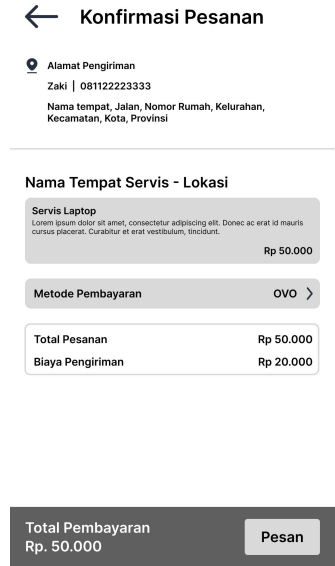 Konfirmasi Pesanan
Alamat Pengiriman
Zaki | 081122223333
Nama tempat, Jalan, Nomor Rumah, Kelurahan,
Kecamatan, Kota, Provinsi
Nama Tempat Servis - Lokasi
Servis Laptop
Lorem ipsum dolor sit amet, consectetur adipiscing elit. Donec ac erat id mauris
cursus placerat. Curabitur et erat vestibulum, tincidunt.
Rp 50.000
Metode Pembayaran OVO
Total Pesanan Rp 50.000
Biaya Pengiriman Rp 20.000
Total Pembayaran
Rp. 50.000
Pesan